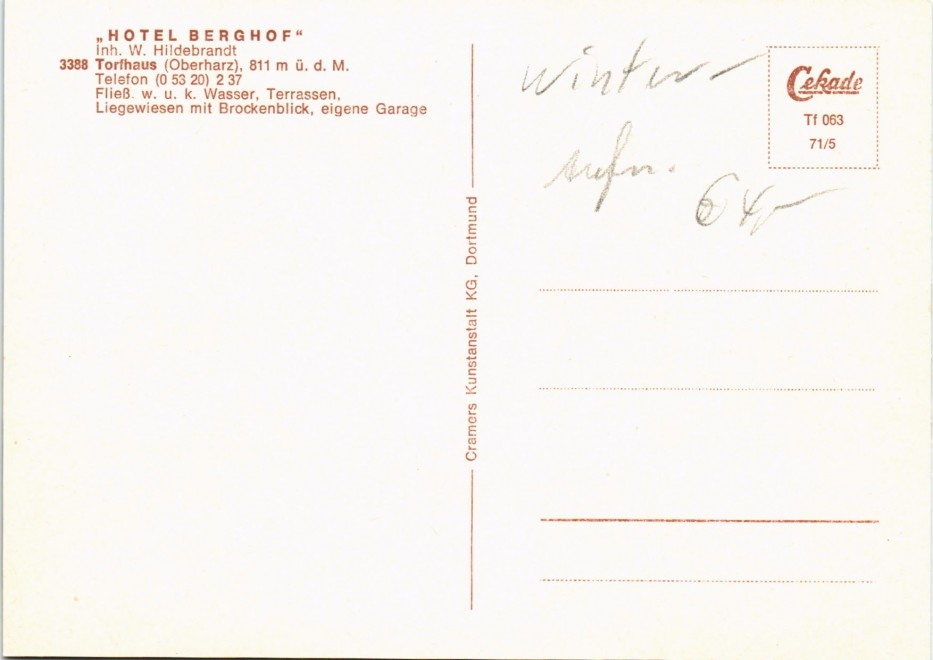 „HOTEL BERGHOF“
Inh. W. Hildebrandt
3388 Torfhaus (Oberharz), 811 m ü. d. M.
Telefon (0 53 20) 2 37
Fließ. w. u. k. Wasser, Terrassen,
Liegewiesen mit Brockenblick, eigene Garage
Cramers Kunstanstalt KG, Dortmund
Cekade
Tf 063
71/5
Winter-
aufn.